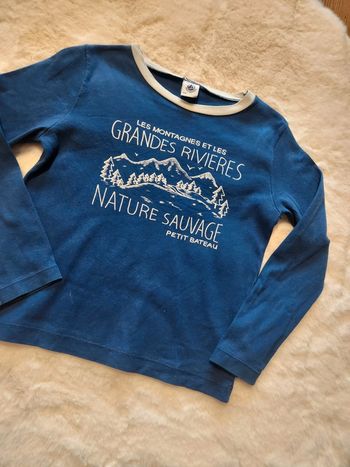 LES MONTAGNES ET LES
GRANDES RIVIERES
NATURE SAUVAGE
PETIT BATEAU